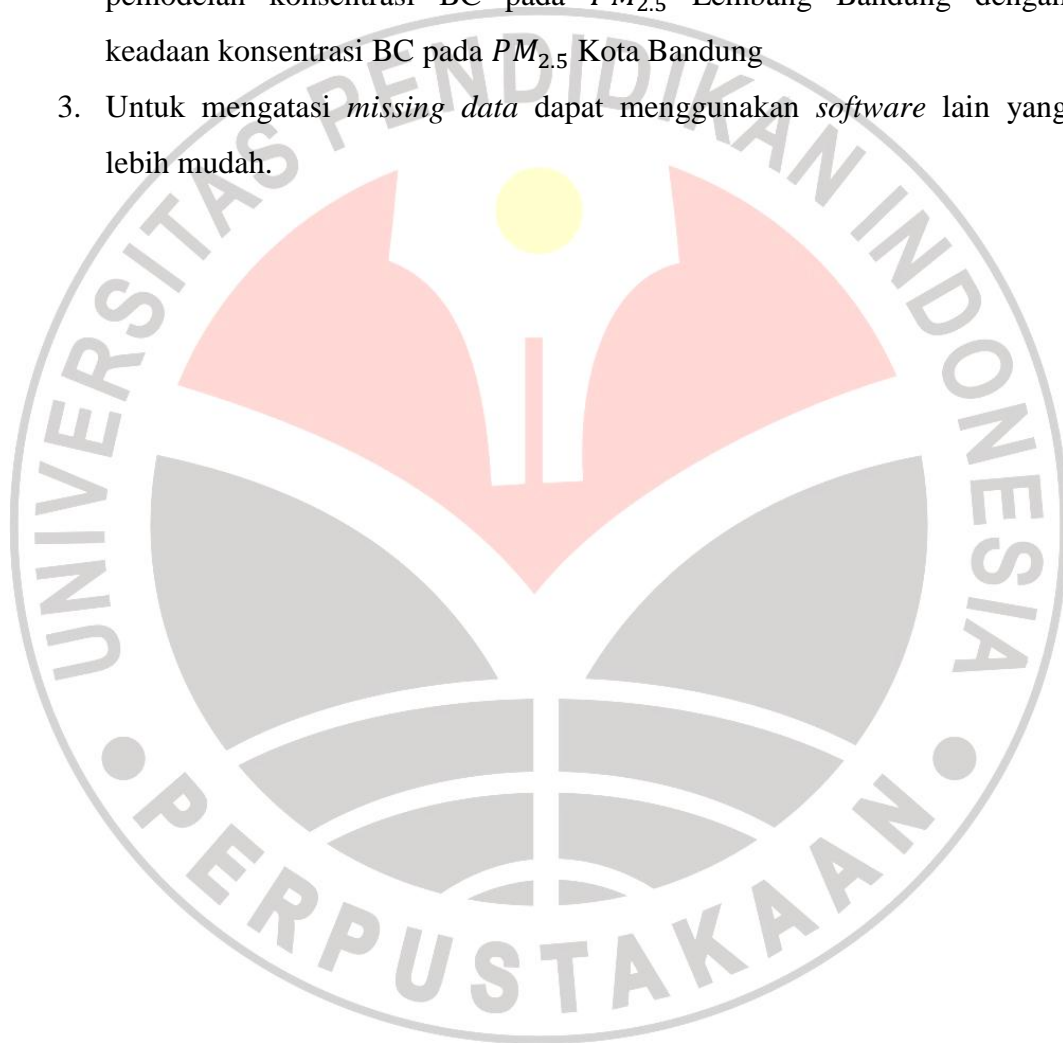 pemodelan konsentrasi BC pada PM2.5 Lembang Bandung dengan
keadaan konsentrasi BC pada PM2.5 Kota Bandung
3. Untuk mengatasi missing data dapat menggunakan software lain yang
lebih mudah.
UNIVERSITAS PENDIDIKAN INDONESIA
PERPUSTAKAAN